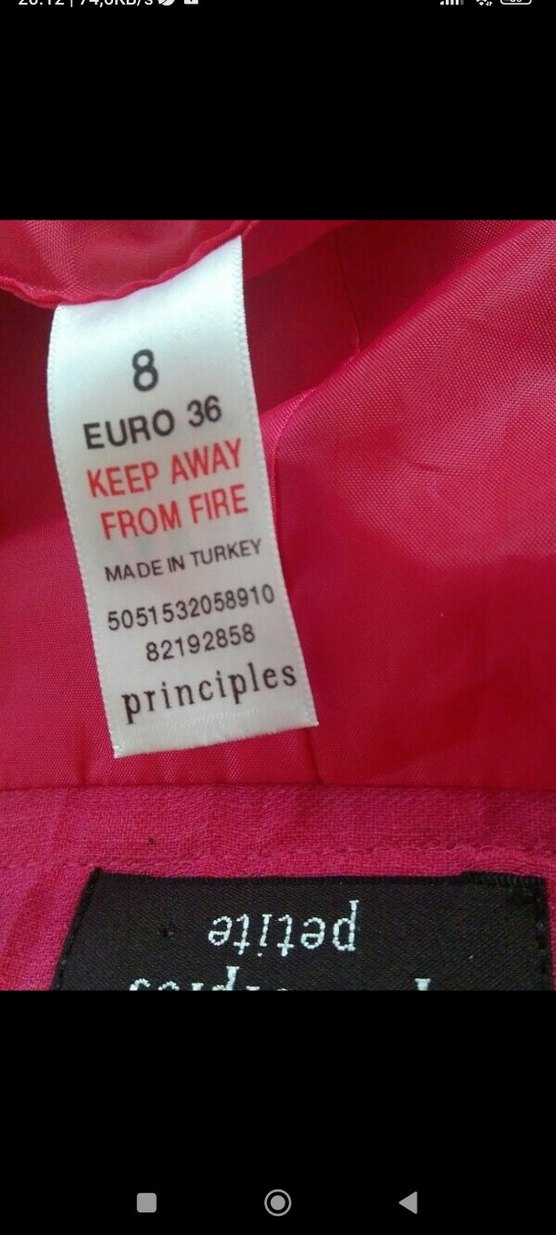 8
EURO 36
KEEP AWAY
FROM FIRE
MADE IN TURKEY
5051532058910
82192858
principles
petite